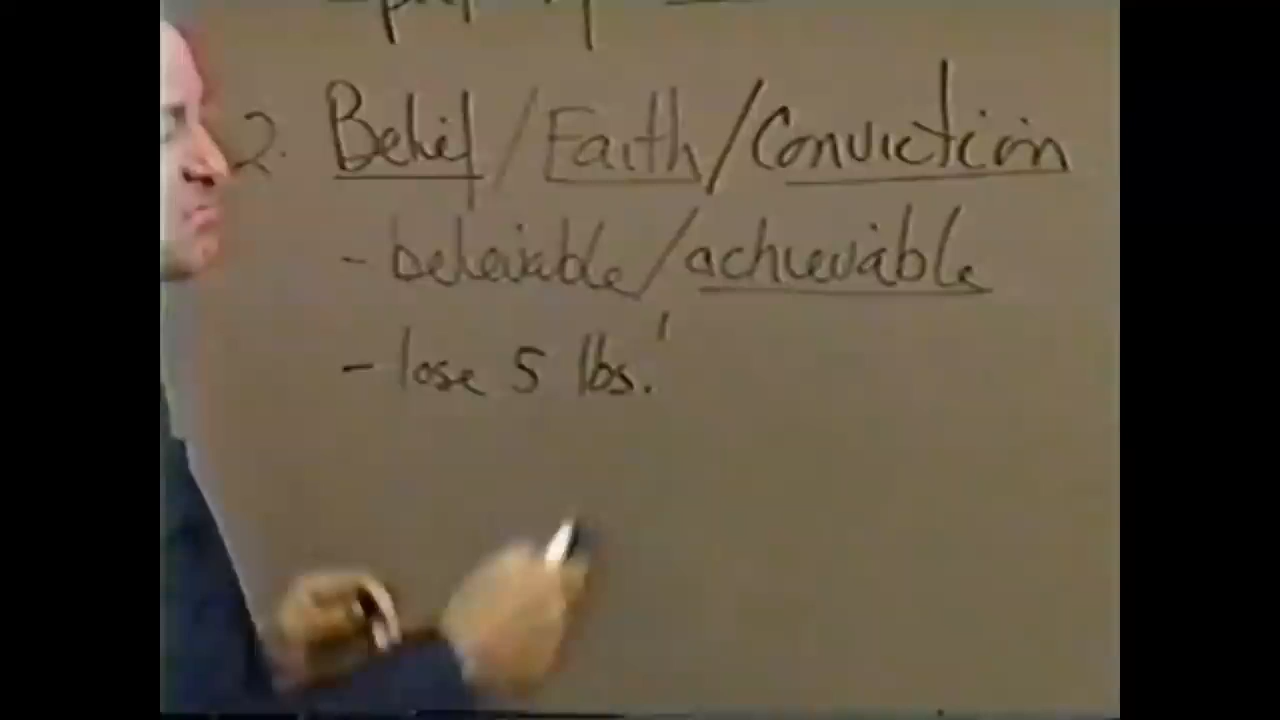 2. Belief/Faith/Conviction
- believable/achievable
- lose 5 lbs.